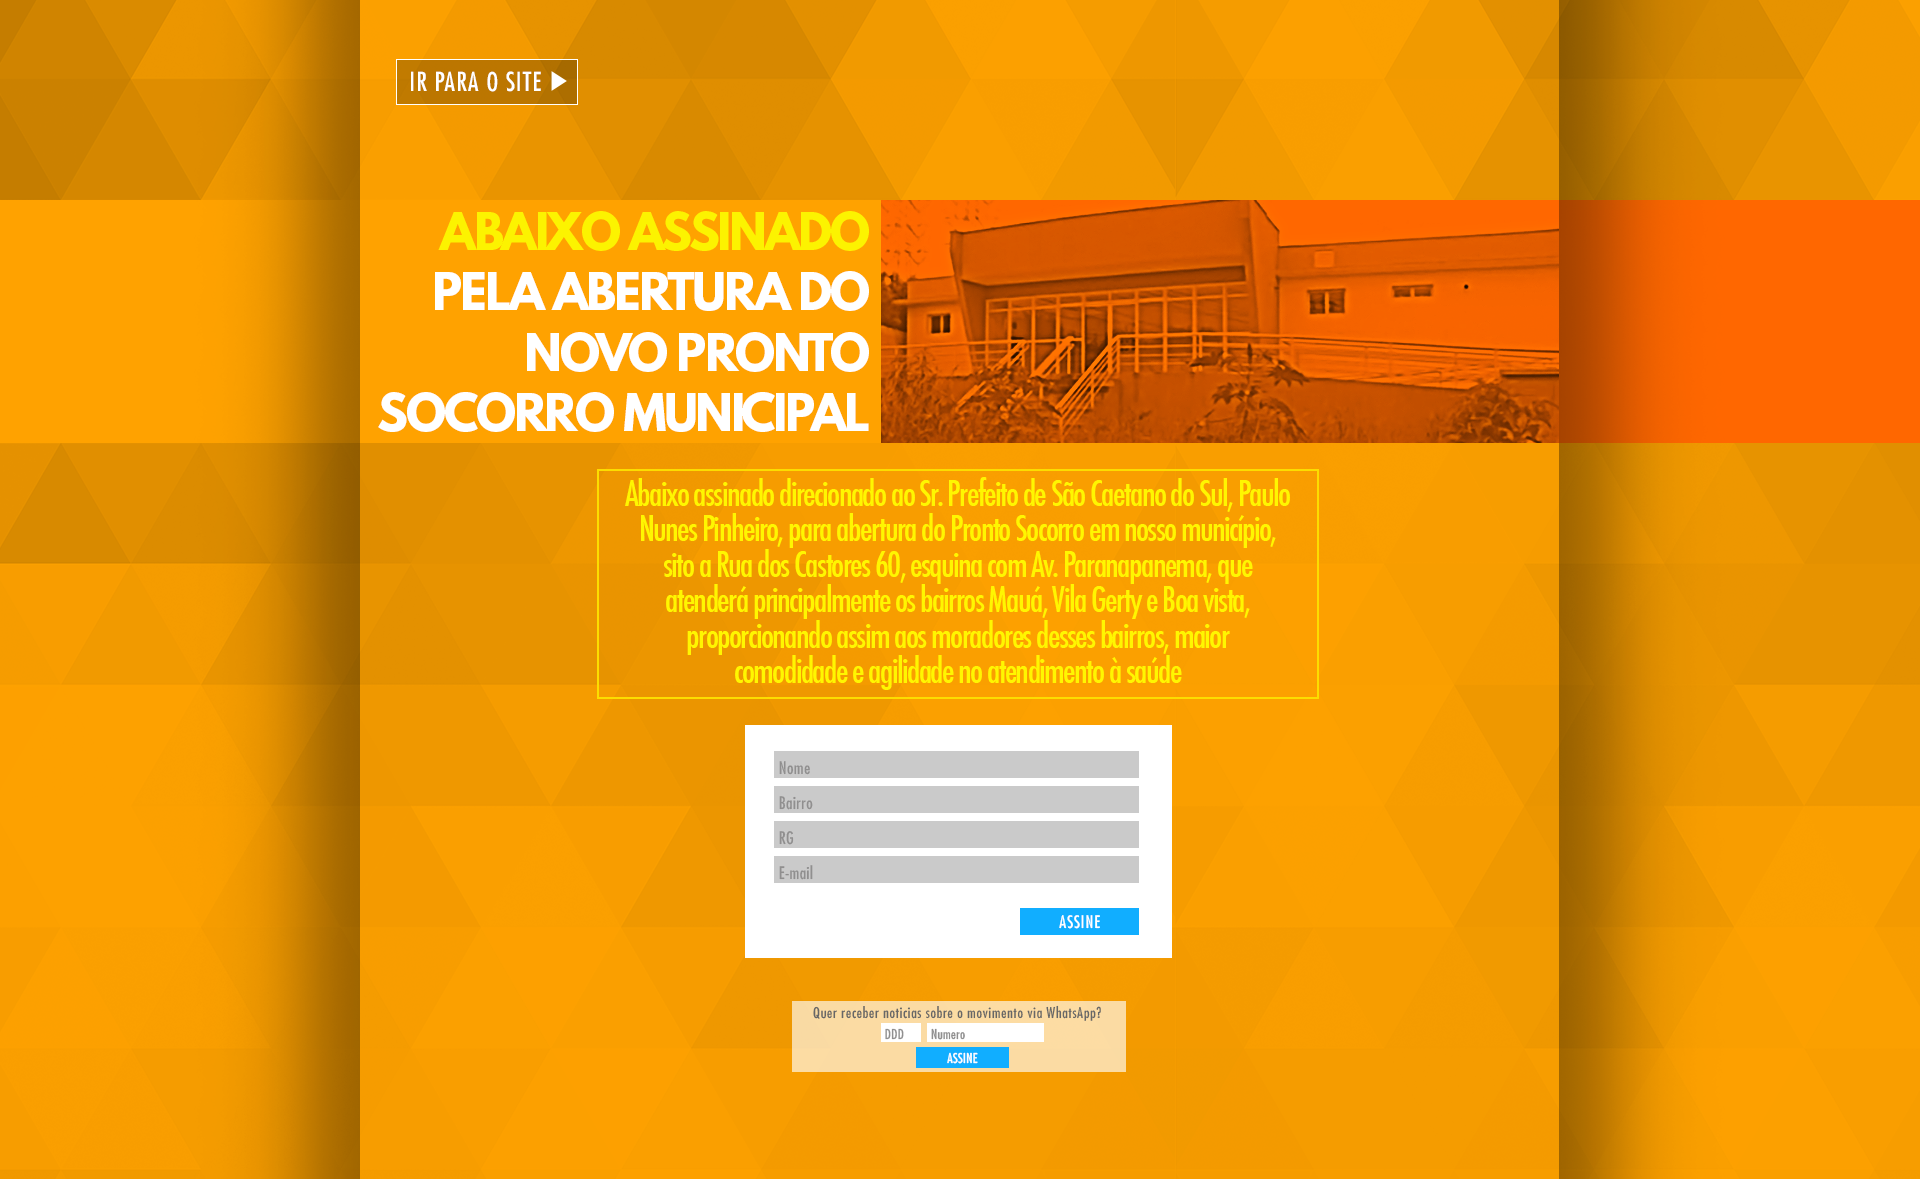 IR PARA O SITE
ABAIXO ASSINADO
PELA ABERTURA DO
NOVO PRONTO
SOCORRO MUNICIPAL
Abaixo assinado direcionado ao Sr. Prefeito de São Caetano do Sul, Paulo
Nunes Pinheiro, para abertura do Pronto Socorro em nosso município,
sito a Rua dos Castores 60, esquina com Av. Paranapanema, que
atenderá principalmente os bairros Mauá, Vila Gerty e Boa vista,
proporcionando assim aos moradores desses bairros, maior
comodidade e agilidade no atendimento à saúde
Nome
Bairro
RG
E-mail
ASSINE
Quer receber noticias sobre o movimento via WhatsApp?
DDD Numero
ASSINE